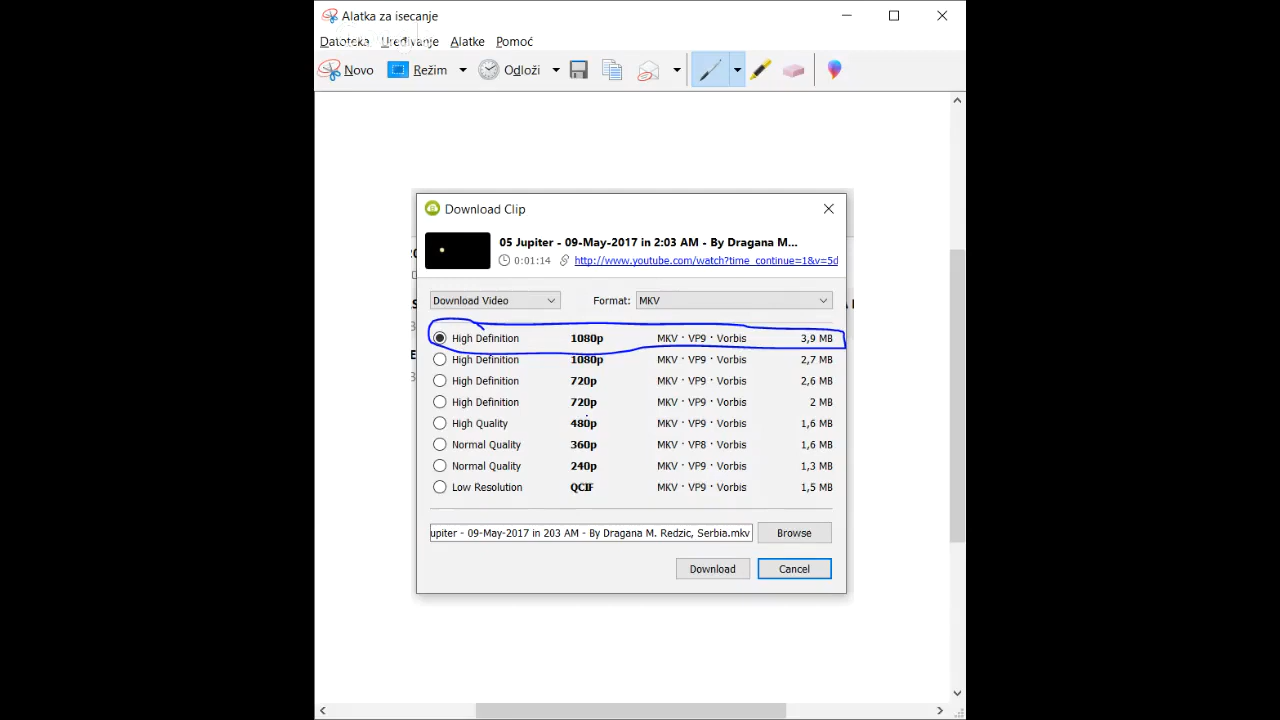 Alatka za isecanje
Datoteka Uređivanje Alatke Pomoć
Novo Režim Odloži
Download Clip
05 Jupiter - 09-May-2017 in 2:03 AM - By Dragana M...
0:01:14 http://www.youtube.com/watch?time_continue=1&v=5d
Download Video Format: MKV
High Definition 1080p MKV · VP9 · Vorbis 3,9 MB
High Definition 1080p MKV · VP9 · Vorbis 2,7 MB
High Definition 720p MKV · VP9 · Vorbis 2,6 MB
High Definition 720p MKV · VP9 · Vorbis 2 MB
High Quality 480p MKV · VP9 · Vorbis 1,6 MB
Normal Quality 360p MKV · VP8 · Vorbis 1,6 MB
Normal Quality 240p MKV · VP9 · Vorbis 1,3 MB
Low Resolution QCIF MKV · VP9 · Vorbis 1,5 MB
upiter - 09-May-2017 in 203 AM - By Dragana M. Redzic, Serbia.mkv Browse
Download Cancel